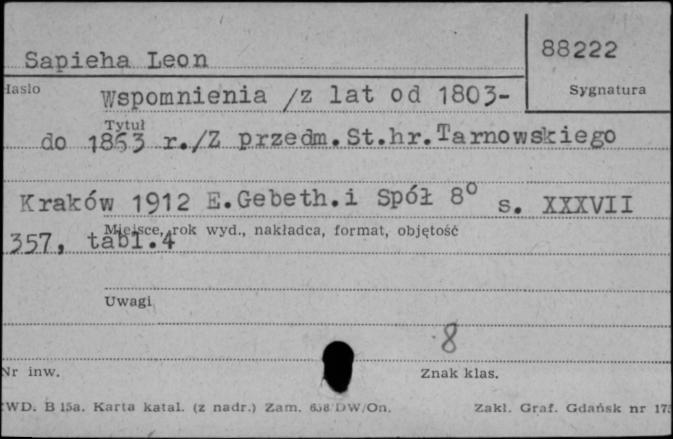 Sapieha Leon
88222
Hasło
Sygnatura
Wspomnienia /z lat od 1803-
Tytuł
do 1863 r./Z przedm.St.hr.Tarnowskiego
Kraków 1912 E.Gebeth.i Spół 8° s. XXXVII
Miejsce, rok wyd., nakładca, format, objętość
357, tabl.4
Uwagi
8
Nr inw.
Znak klas.
WD. B 15a. Karta katal. (z nadr.) Zam. DW/On.
Zakł. Graf. Gdańsk nr 175